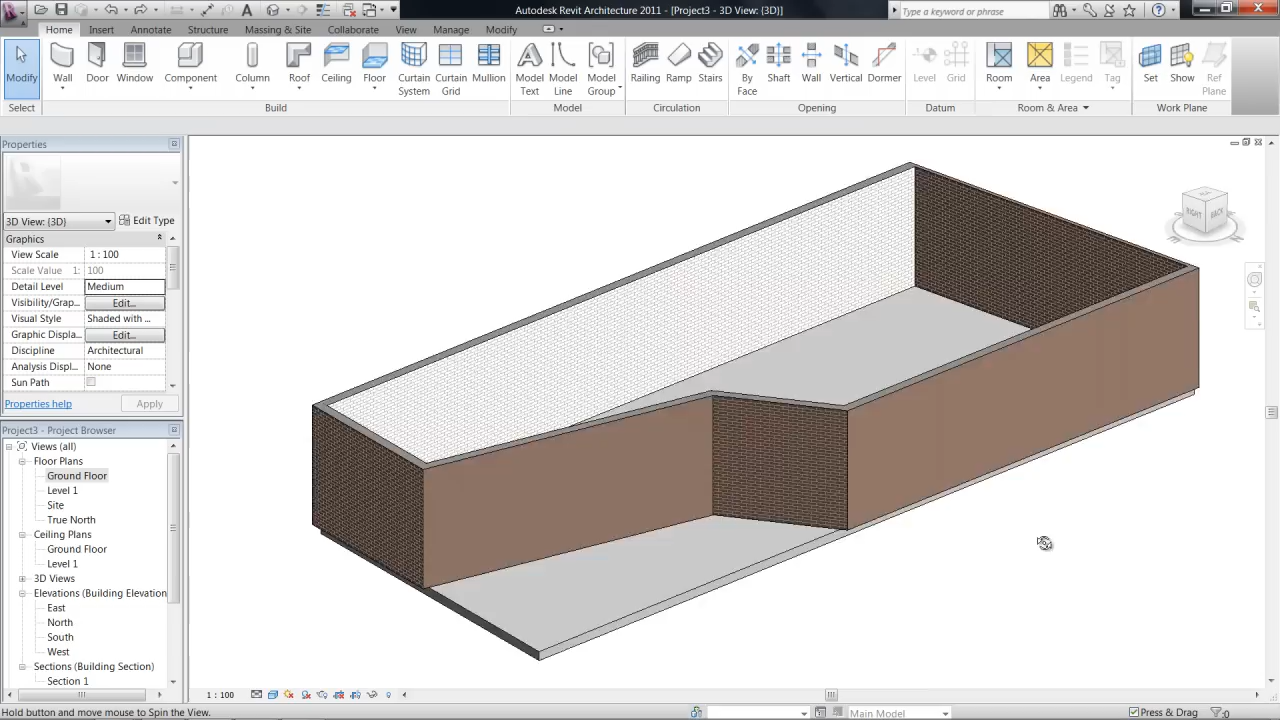 Autodesk Revit Architecture 2011 - [Project3 - 3D View: {3D}]
Type a keyword or phrase
Home Insert Annotate Structure Massing & Site Collaborate View Manage Modify
Modify Wall Door Window Component Column Roof Ceiling Floor Curtain System Curtain Grid Mullion Model Text Model Line Model Group Railing Ramp Stairs By Face Shaft Wall Vertical Dormer Level Grid Room Area Legend Tag Set Show Ref Plane
Select Build Model Circulation Opening Datum Room & Area Work Plane
Properties
3D View: {3D} Edit Type
Graphics
View Scale 1 : 100
Scale Value 1: 100
Detail Level Medium
Visibility/Grap... Edit...
Visual Style Shaded with ...
Graphic Displa... Edit...
Discipline Architectural
Analysis Displ... None
Sun Path
Properties help Apply
Project3 - Project Browser
Views (all)
Floor Plans
Ground Floor
Level 1
Site
True North
Ceiling Plans
Ground Floor
Level 1
3D Views
Elevations (Building Elevation
East
North
South
West
Sections (Building Section)
Section 1
RIGHT BACK
1 : 100
Hold button and move mouse to Spin the View.
Main Model
Press & Drag
:0